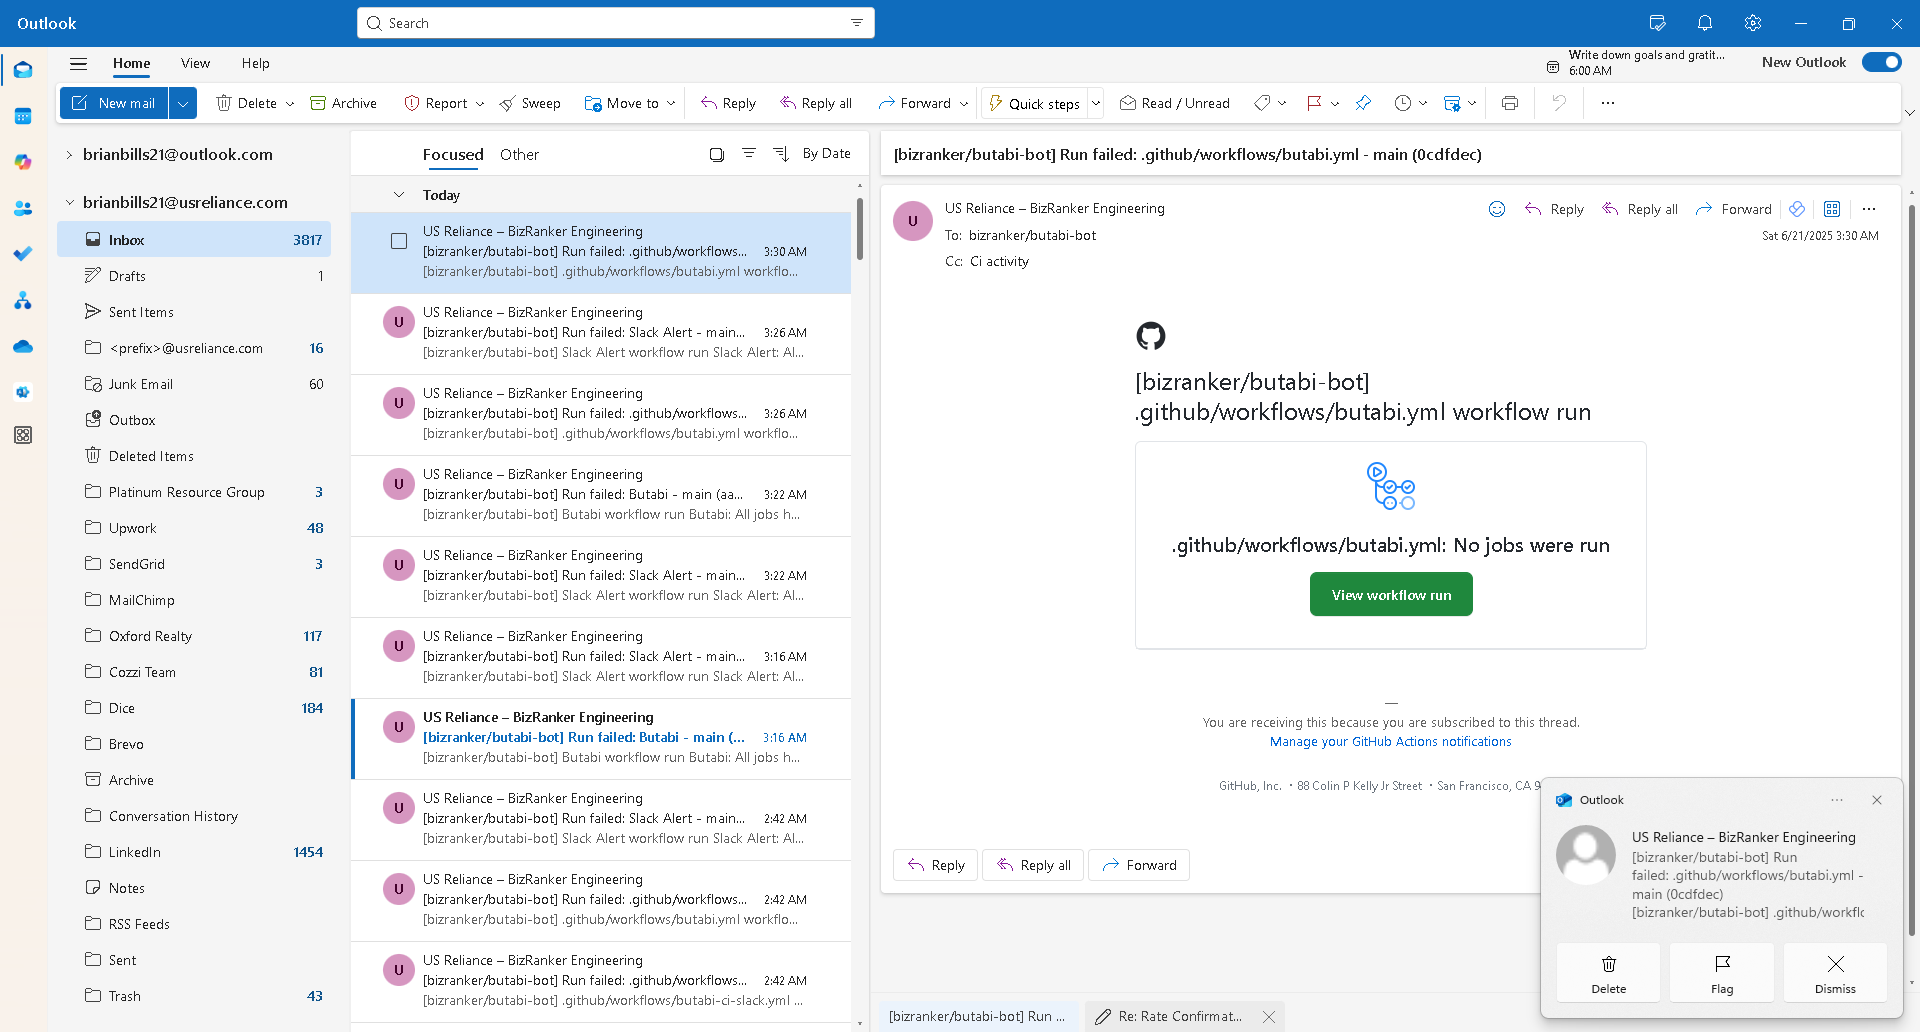 Outlook
Search
Home
View
Help
Write down goals and gratit...
6:00 AM
New Outlook
New mail
Delete
Archive
Report
Sweep
Move to
Reply
Reply all
Forward
Quick steps
Read / Unread
brianbills21@outlook.com
brianbills21@usreliance.com
Inbox 3817
Drafts 1
Sent Items
<prefix>@usreliance.com 16
Junk Email 60
Outbox
Deleted Items
Platinum Resource Group 3
Upwork 48
SendGrid 3
MailChimp
Oxford Realty 117
Cozzi Team 81
Dice 184
Brevo
Archive
Conversation History
LinkedIn 1454
Notes
RSS Feeds
Sent
Trash 43
Focused
Other
By Date
Today
US Reliance – BizRanker Engineering
[bizranker/butabi-bot] Run failed: .github/workflows... 3:30 AM
[bizranker/butabi-bot] .github/workflows/butabi.yml workflo...
U
US Reliance – BizRanker Engineering
[bizranker/butabi-bot] Run failed: Slack Alert - main... 3:26 AM
[bizranker/butabi-bot] Slack Alert workflow run Slack Alert: Al...
U
US Reliance – BizRanker Engineering
[bizranker/butabi-bot] Run failed: .github/workflows... 3:26 AM
[bizranker/butabi-bot] .github/workflows/butabi.yml workflo...
U
US Reliance – BizRanker Engineering
[bizranker/butabi-bot] Run failed: Butabi - main (aa... 3:22 AM
[bizranker/butabi-bot] Butabi workflow run Butabi: All jobs h...
U
US Reliance – BizRanker Engineering
[bizranker/butabi-bot] Run failed: Slack Alert - main... 3:22 AM
[bizranker/butabi-bot] Slack Alert workflow run Slack Alert: Al...
U
US Reliance – BizRanker Engineering
[bizranker/butabi-bot] Run failed: Slack Alert - main... 3:16 AM
[bizranker/butabi-bot] Slack Alert workflow run Slack Alert: Al...
U
US Reliance – BizRanker Engineering
[bizranker/butabi-bot] Run failed: Butabi - main (... 3:16 AM
[bizranker/butabi-bot] Butabi workflow run Butabi: All jobs h...
U
US Reliance – BizRanker Engineering
[bizranker/butabi-bot] Run failed: Slack Alert - main... 2:42 AM
[bizranker/butabi-bot] Slack Alert workflow run Slack Alert: Al...
U
US Reliance – BizRanker Engineering
[bizranker/butabi-bot] Run failed: .github/workflows... 2:42 AM
[bizranker/butabi-bot] .github/workflows/butabi.yml workflo...
U
US Reliance – BizRanker Engineering
[bizranker/butabi-bot] Run failed: .github/workflows... 2:42 AM
[bizranker/butabi-bot] .github/workflows/butabi-ci-slack.yml ...
[bizranker/butabi-bot] Run failed: .github/workflows/butabi.yml - main (0cdfdec)
U
US Reliance – BizRanker Engineering
To: bizranker/butabi-bot
Cc: Ci activity
Reply
Reply all
Forward
Sat 6/21/2025 3:30 AM
[bizranker/butabi-bot]
.github/workflows/butabi.yml workflow run
.github/workflows/butabi.yml: No jobs were run
View workflow run
—
You are receiving this because you are subscribed to this thread.
Manage your GitHub Actions notifications
GitHub, Inc. ・88 Colin P Kelly Jr Street ・San Francisco, CA
Reply
Reply all
Forward
[bizranker/butabi-bot] Run ...
Re: Rate Confirmat...
Outlook
US Reliance – BizRanker Engineering
[bizranker/butabi-bot] Run
failed: .github/workflows/butabi.yml -
main (0cdfdec)
[bizranker/butabi-bot]
Delete
Flag
Dismiss